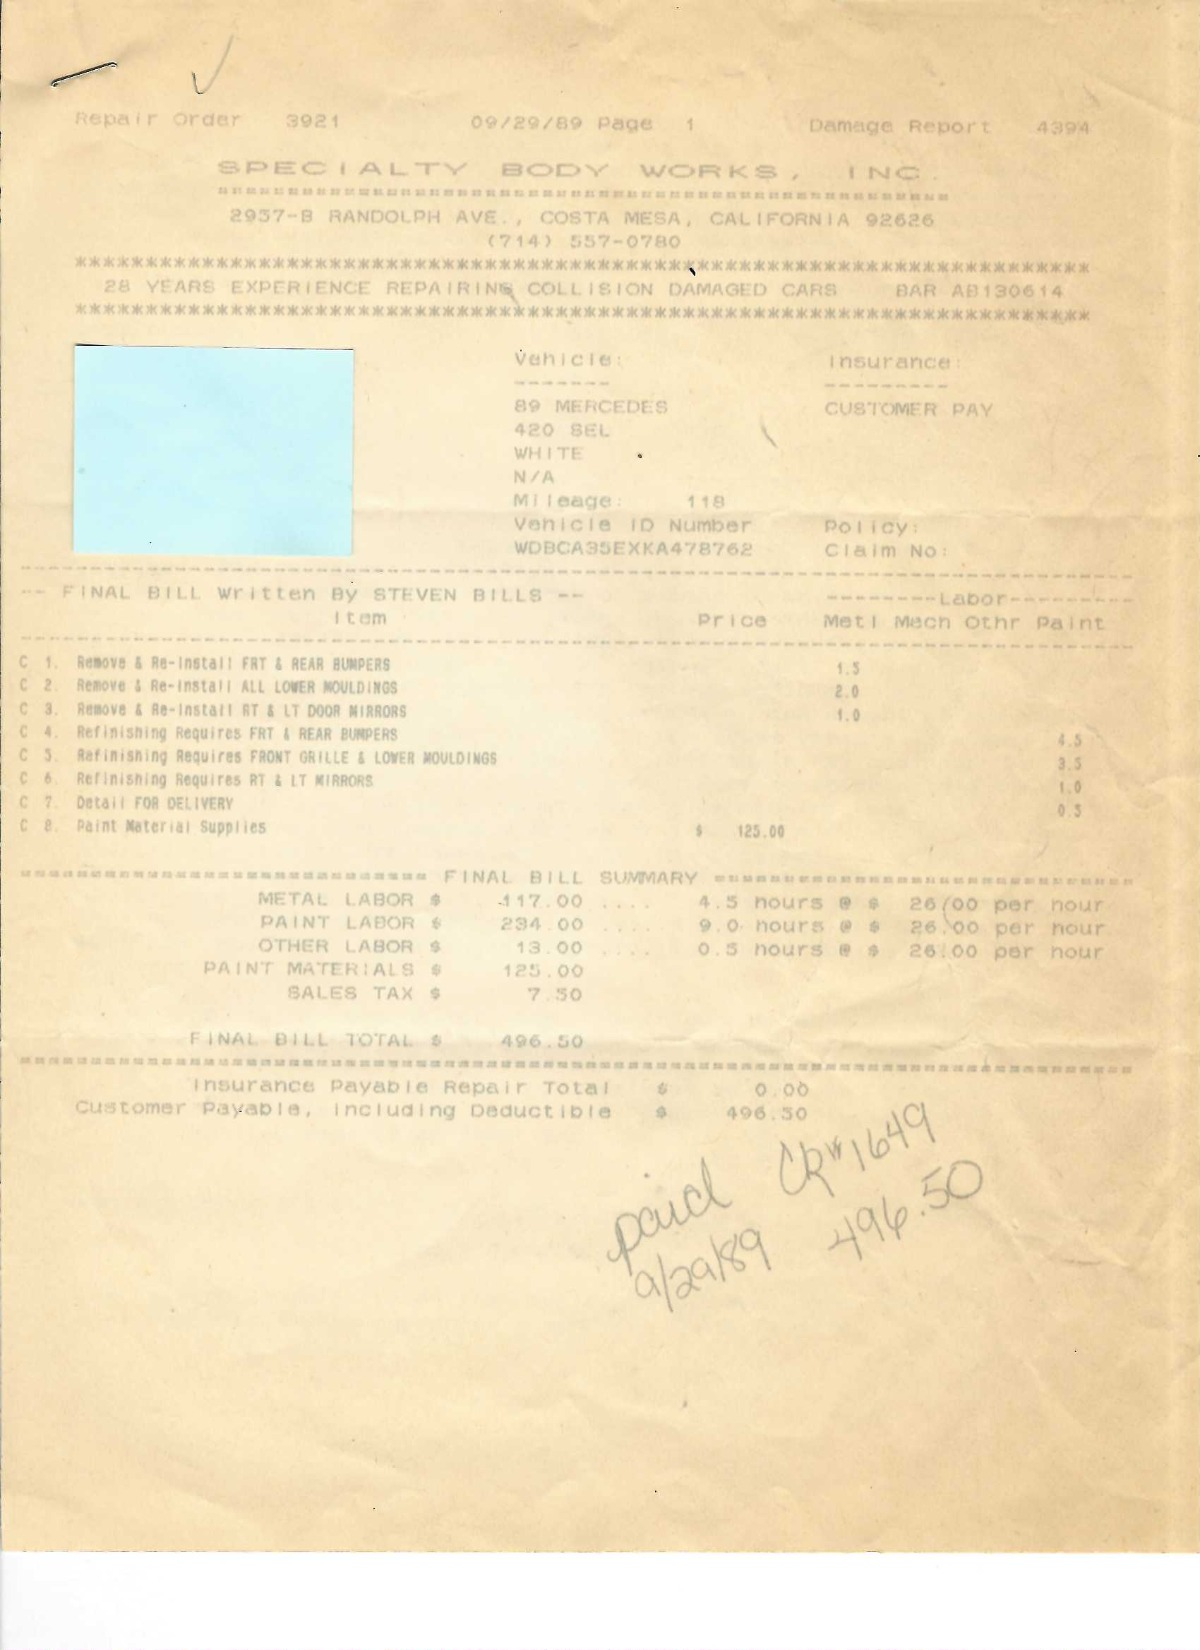 Repair Order 3921 09/29/89 Page 1 Damage Report 4394
SPECIALTY BODY WORKS, INC.
==================================================
2957-B RANDOLPH AVE., COSTA MESA, CALIFORNIA 92626
(714) 557-0780
************************************************************************
28 YEARS EXPERIENCE REPAIRING COLLISION DAMAGED CARS BAR AB130614
************************************************************************
Vehicle: Insurance:
------- ---------
89 MERCEDES CUSTOMER PAY
420 SEL
WHITE
N/A
Mileage: 118
Vehicle ID Number Policy:
WDBCA35EXKA478762 Claim No:
-------------------------------------------------------------------------------
-- FINAL BILL Written By STEVEN BILLS -- --------Labor---------
Item Price Metl Mech Othr Paint
-------------------------------------------------------------------------------
C 1. Remove & Re-Install FRT & REAR BUMPERS 1.5
C 2. Remove & Re-Install ALL LOWER MOULDINGS 2.0
C 3. Remove & Re-Install RT & LT DOOR MIRRORS 1.0
C 4. Refinishing Requires FRT & REAR BUMPERS 4.5
C 5. Refinishing Requires FRONT GRILLE & LOWER MOULDINGS 3.5
C 6. Refinishing Requires RT & LT MIRRORS 1.0
C 7. Detail FOR DELIVERY 0.5
C 8. Paint Material Supplies $ 125.00
============================= FINAL BILL SUMMARY ==============================
METAL LABOR $ 117.00 .... 4.5 hours @ $ 26.00 per hour
PAINT LABOR $ 234.00 .... 9.0 hours @ $ 26.00 per hour
OTHER LABOR $ 13.00 .... 0.5 hours @ $ 26.00 per hour
PAINT MATERIALS $ 125.00
SALES TAX $ 7.50
FINAL BILL TOTAL $ 496.50
===============================================================================
Insurance Payable Repair Total $ 0.00
Customer Payable, Including Deductible $ 496.50
paid CK#1649
9/29/89 496.50